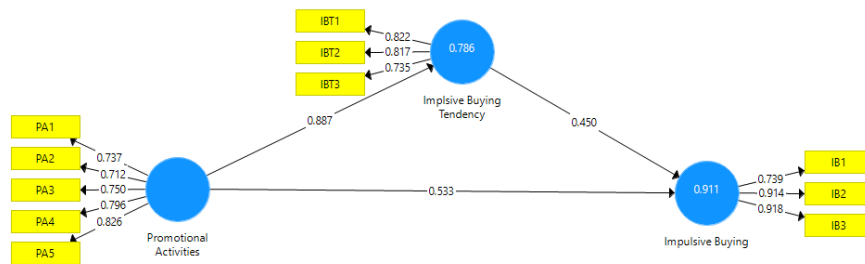 IBT1
0.822
IBT2
0.817
IBT3
0.735
0.786
Implsive Buying
Tendency
0.887
0.450
PA1
0.737
PA2
0.712
PA3
0.750
PA4
0.796
PA5
0.826
Promotional
Activities
0.533
0.911
Impulsive Buying
0.739
IB1
0.914
IB2
0.918
IB3